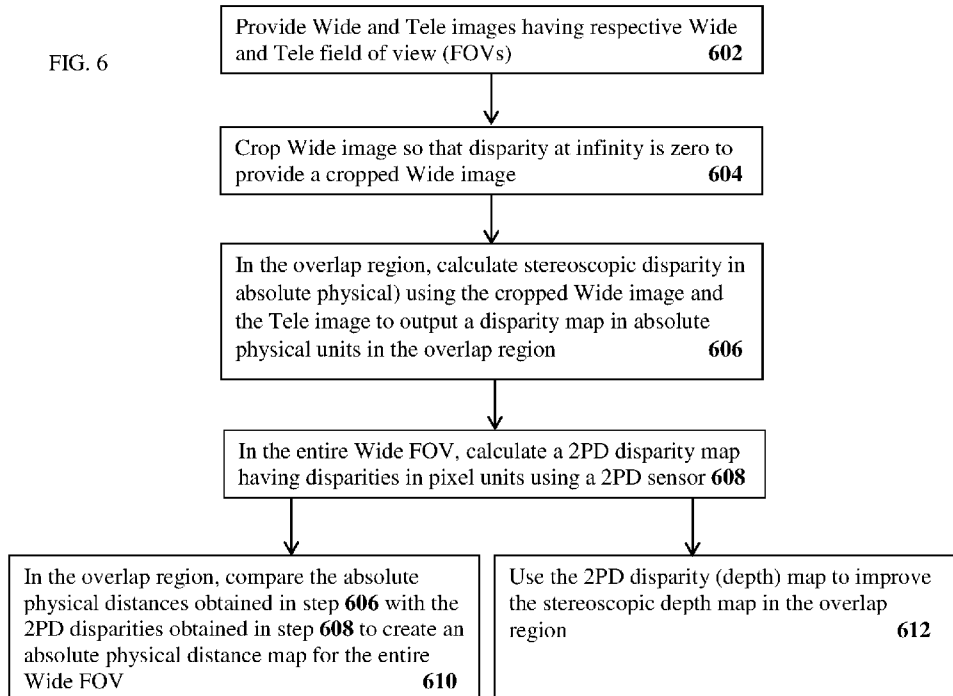 FIG. 6
Provide Wide and Tele images having respective Wide
and Tele field of view (FOVs) 602
Crop Wide image so that disparity at infinity is zero to
provide a cropped Wide image 604
In the overlap region, calculate stereoscopic disparity in
absolute physical) using the cropped Wide image and
the Tele image to output a disparity map in absolute
physical units in the overlap region 606
In the entire Wide FOV, calculate a 2PD disparity map
having disparities in pixel units using a 2PD sensor 608
In the overlap region, compare the absolute
physical distances obtained in step 606 with the
2PD disparities obtained in step 608 to create an
absolute physical distance map for the entire
Wide FOV 610
Use the 2PD disparity (depth) map to improve
the stereoscopic depth map in the overlap
region 612